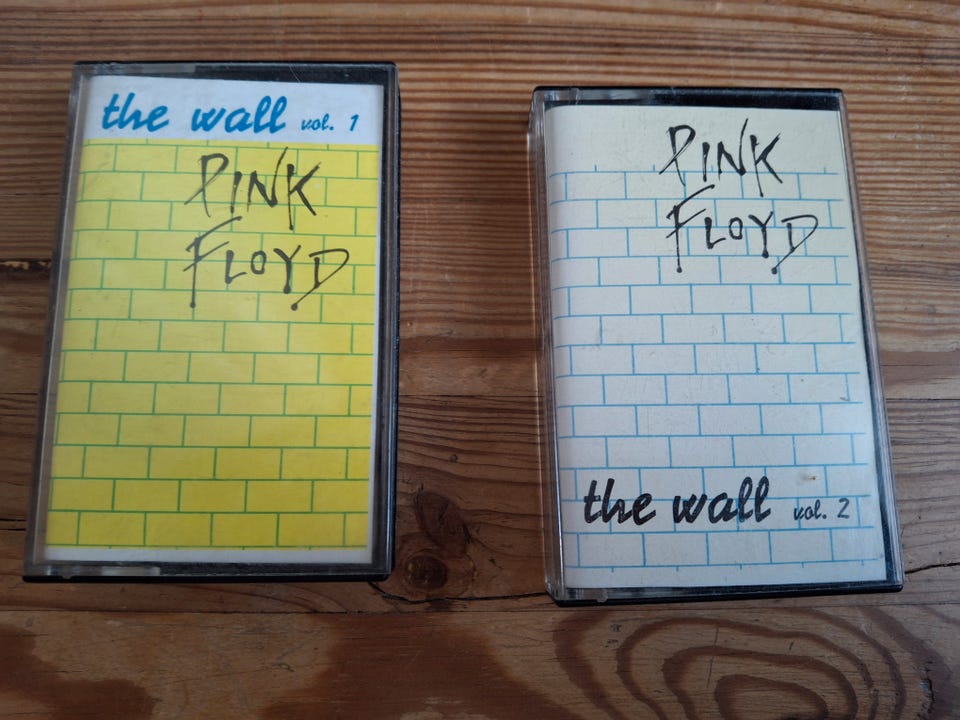 the wall vol. 1
PINK
FLOYD
PINK
FLOYD
the wall vol. 2